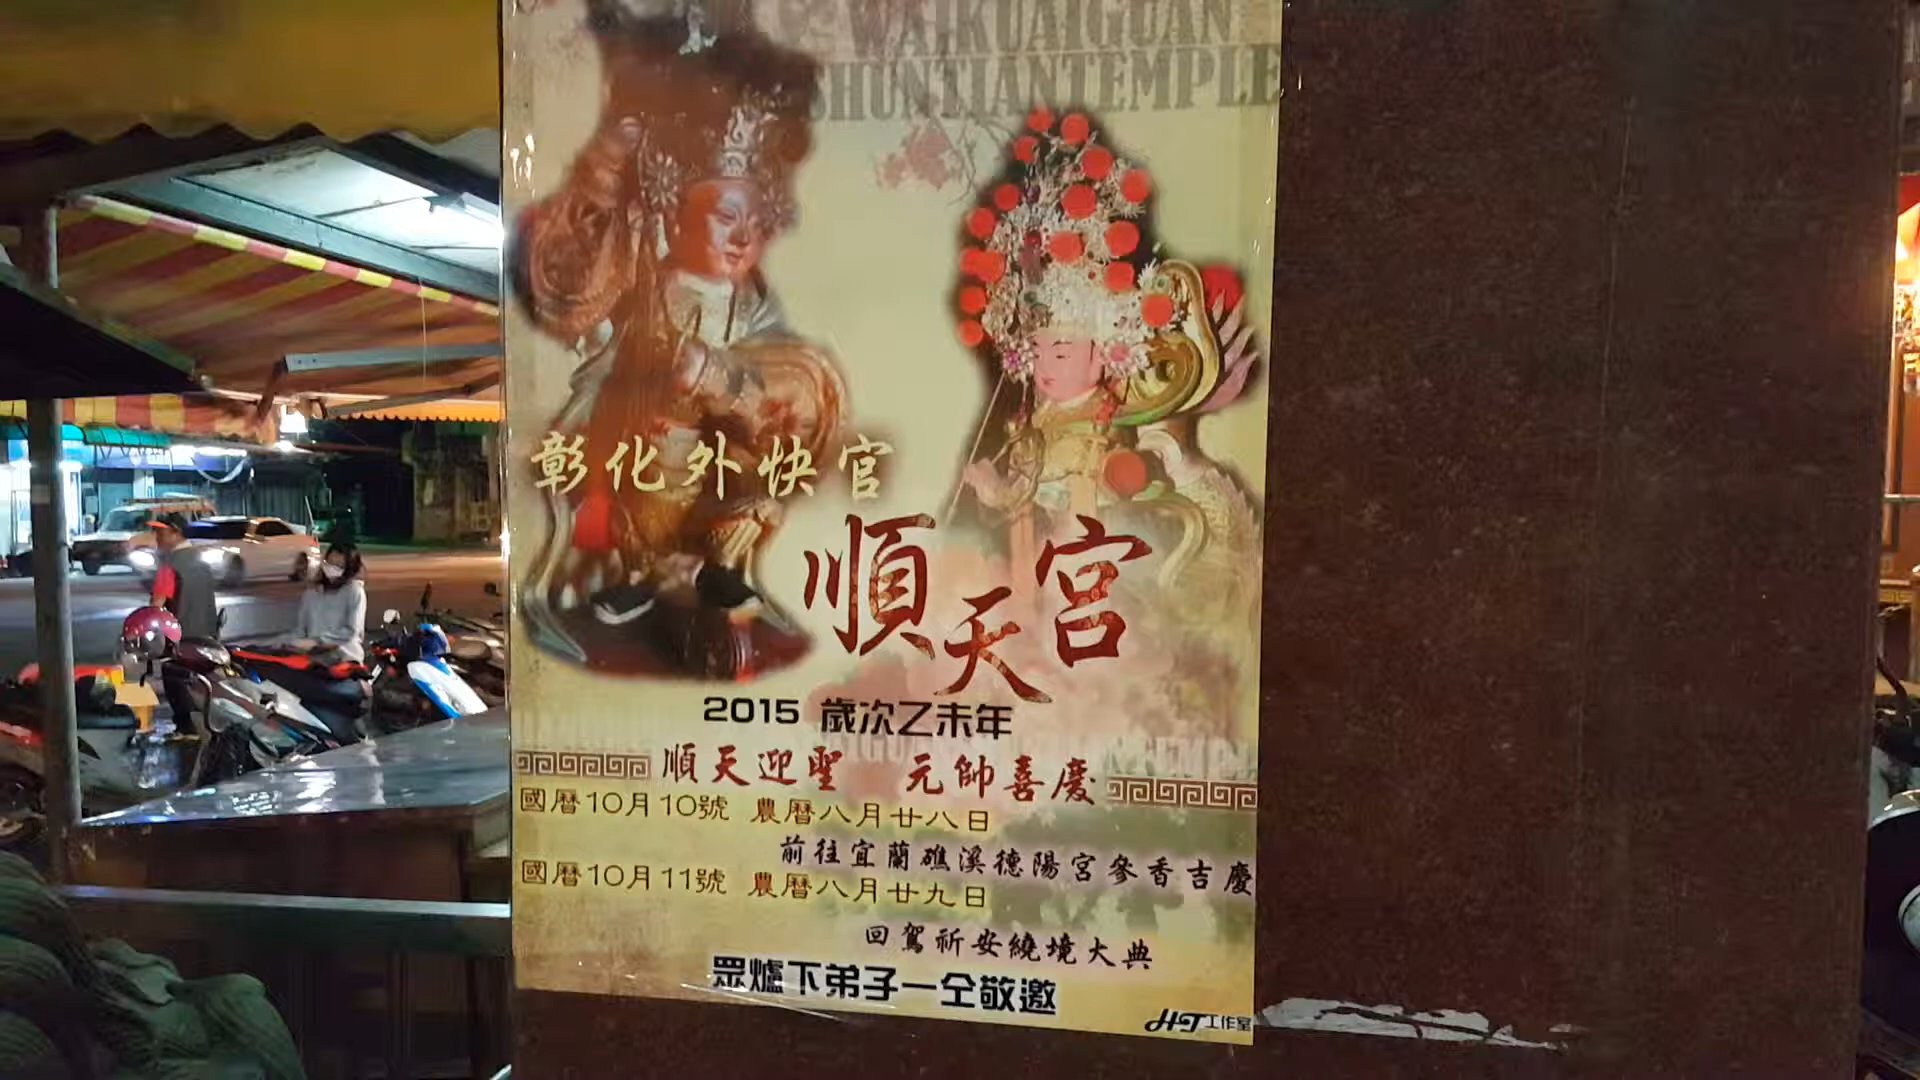 WAIKUAIGUAN
SHUNTIANTEMPLE
彰化外快官
順天宮
2015 歲次乙未年
順天迎聖 元帥喜慶
國曆10月10號 農曆八月廿八日
前往宜蘭礁溪德陽宮參香吉慶
國曆10月11號 農曆八月廿九日
回駕祈安繞境大典
眾爐下弟子一仝敬邀
HT工作室